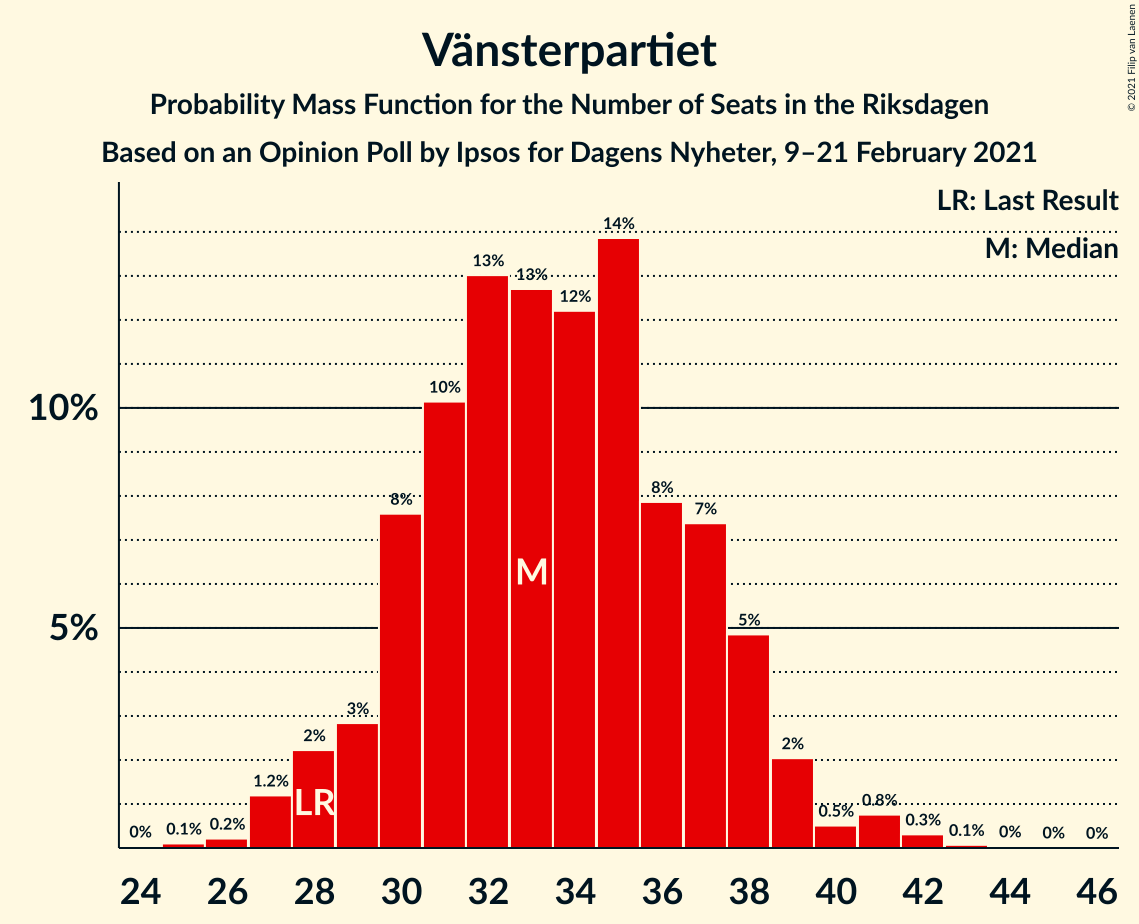 Vänsterpartiet
Probability Mass Function for the Number of Seats in the Riksdagen
Based on an Opinion Poll by Ipsos for Dagens Nyheter, 9–21 February 2021
© 2021 Filip van Laenen
LR: Last Result
M: Median
10%
5%
0%
0.1%
0.2%
1.2%
2%
3%
8%
10%
13%
13%
12%
14%
8%
7%
5%
2%
0.5%
0.8%
0.3%
0.1%
0%
0%
0%
LR
M
24 26 28 30 32 34 36 38 40 42 44 46